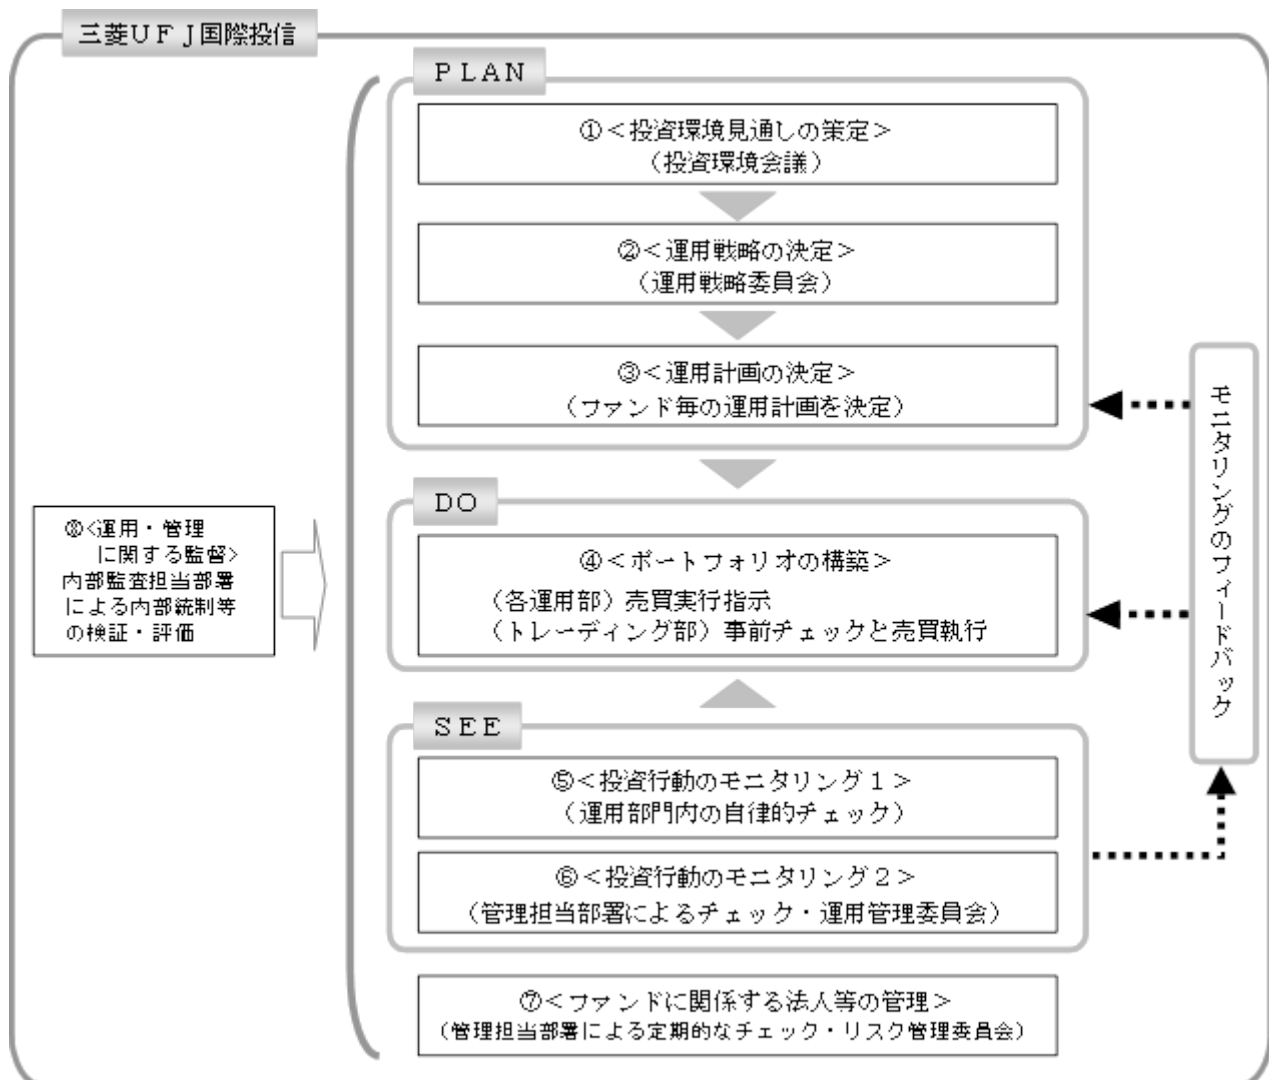 三菱ＵＦＪ国際投信
ＰＬＡＮ
①＜投資環境見通しの策定＞
（投資環境会議）
②＜運用戦略の決定＞
（運用戦略委員会）
③＜運用計画の決定＞
（ファンド毎の運用計画を決定）
ＤＯ
④＜ポートフォリオの構築＞
（各運用部）売買実行指示
（トレーディング部）事前チェックと売買執行
ＳＥＥ
⑤＜投資行動のモニタリング１＞
（運用部門内の自律的チェック）
⑥＜投資行動のモニタリング２＞
（管理担当部署によるチェック・運用管理委員会）
⑦＜ファンドに関係する法人等の管理＞
（管理担当部署による定期的なチェック・リスク管理委員会）
⑧＜運用・管理
に関する監督＞
内部監査担当部署
による内部統制等
の検証・評価
モニタリングのフィードバック